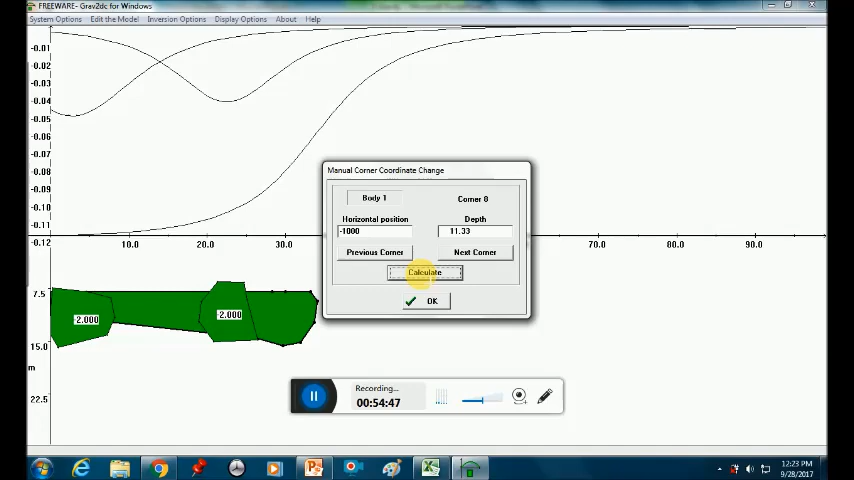 FREEWARE- Grav2dc for Windows
System Options Edit the Model Inversion Options Display Options About Help
-0.01
-0.02
-0.03
-0.04
-0.05
-0.06
-0.07
-0.08
-0.09
-0.10
-0.11
-0.12
10.0 20.0 30.0 70.0 80.0 90.0
Manual Corner Coordinate Change
Body 1 Corner 8
Horizontal position Depth
-1000 11.33
Previous Corner Next Corner
Calculate
OK
7.5
-2.000 -2.000
15.0
m
22.5
Recording...
00:54:47
12:23 PM
9/28/2017